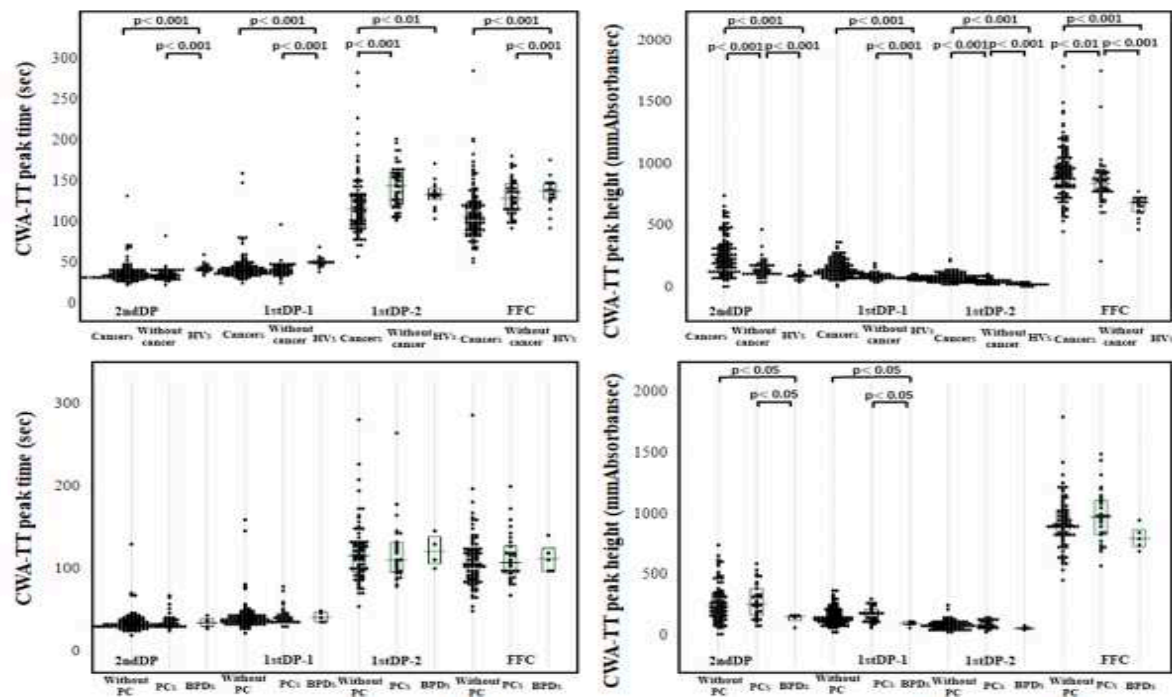 p< 0.001
p< 0.001
p< 0.01
p< 0.001
p< 0.001
p< 0.001
p< 0.001
p< 0.001
300
250
200
150
100
50
0
CWA-TT peak time (sec)
2ndDP
1stDP-1
1stDP-2
FFC
Cancers
Without cancer
HVs
Cancers
Without cancer
HVs
Cancers
Without cancer
HVs
Cancers
Without cancer
HVs
p< 0.001
p< 0.001
p< 0.001
p< 0.001
p<0.001
p<0.001
p<0.001
p<0.001
p<0.001
p<0.01
p<0.001
2000
1500
1000
500
0
CWA-TT peak height (mmAbsorbansec)
2ndDP
1stDP-1
1stDP-2
FFC
Cancers
Without cancer
HVs
Cancers
Without cancer
HVs
Cancers
Without cancer
HVs
Cancers
Without cancer
HVs
300
200
100
0
CWA-TT peak time (sec)
2ndDP
1stDP-1
1stDP-2
FFC
Without PC
PCs
BPDs
Without PC
PCs
BPDs
Without PC
PCs
BPDs
Without PC
PCs
BPDs
p< 0.05
p< 0.05
p< 0.05
p< 0.05
2000
1500
1000
500
0
CWA-TT peak height (mmAbsorbansec)
2ndDP
1stDP-1
1stDP-2
FFC
Without PC
PCs
BPDs
Without PC
PCs
BPDs
Without PC
PCs
BPDs
Without PC
PCs
BPDs